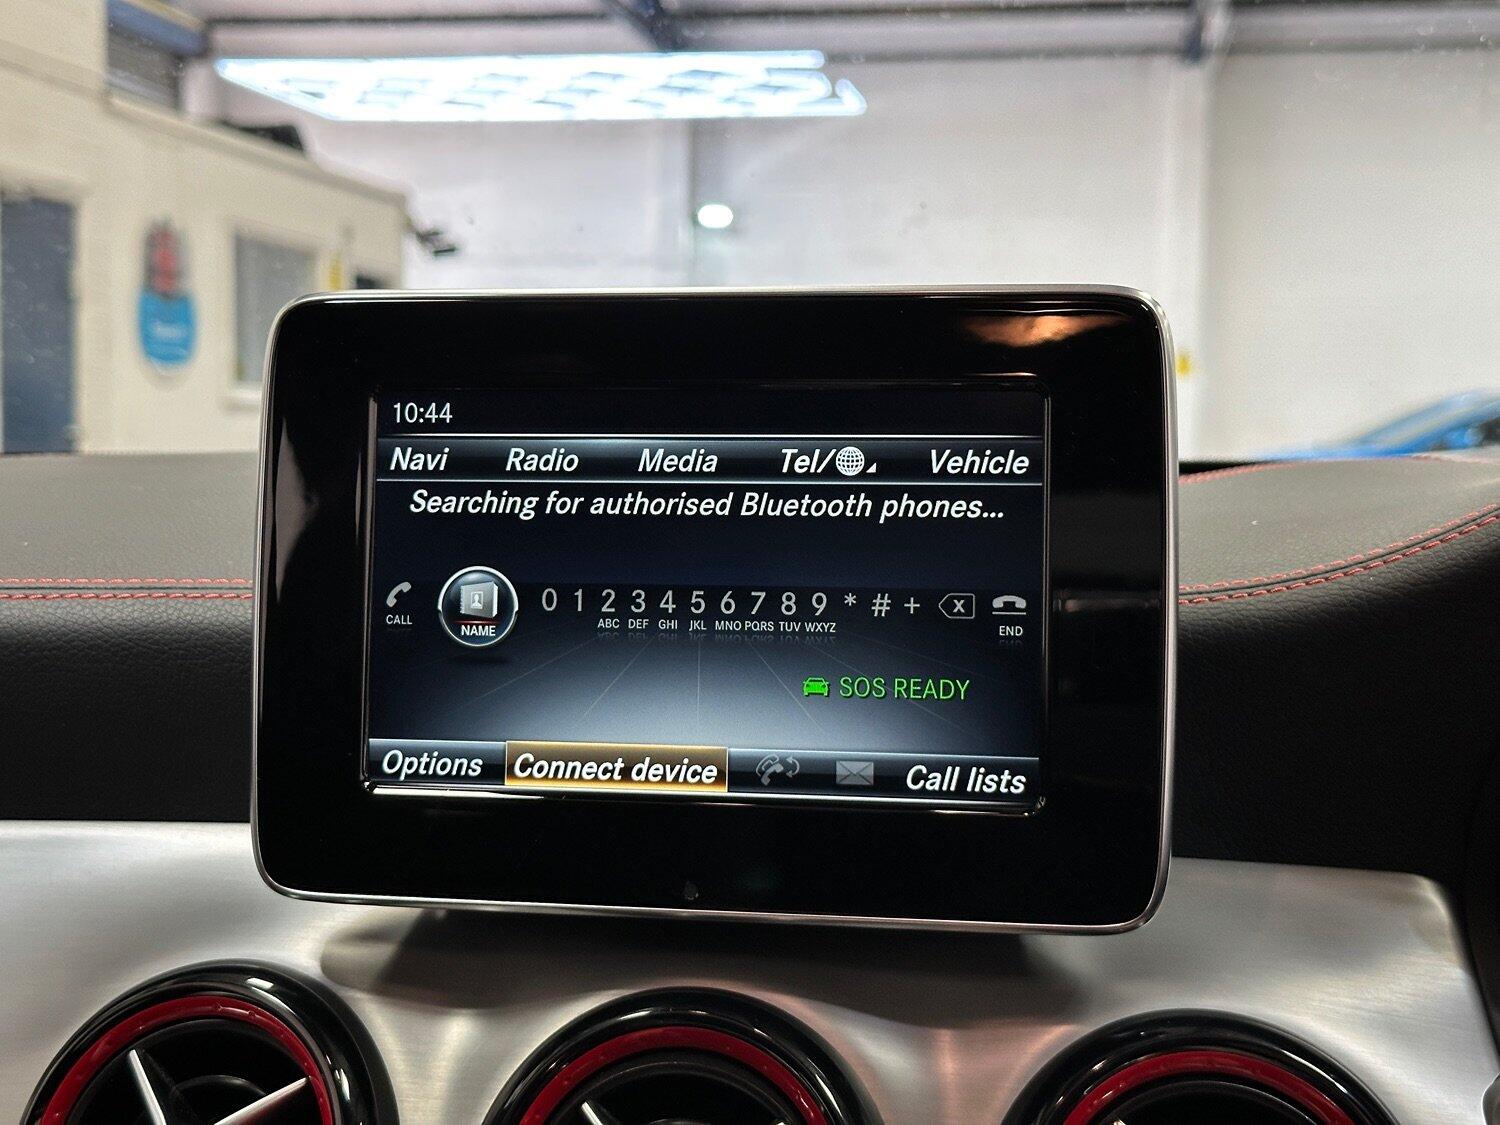 10:44
Navi Radio Media Tel/ Vehicle
Searching for authorised Bluetooth phones...
CALL NAME 0 1 2 3 4 5 6 7 8 9 * # + x END
ABC DEF GHI JKL MNO PQRS TUV WXYZ
SOS READY
Options Connect device Call lists